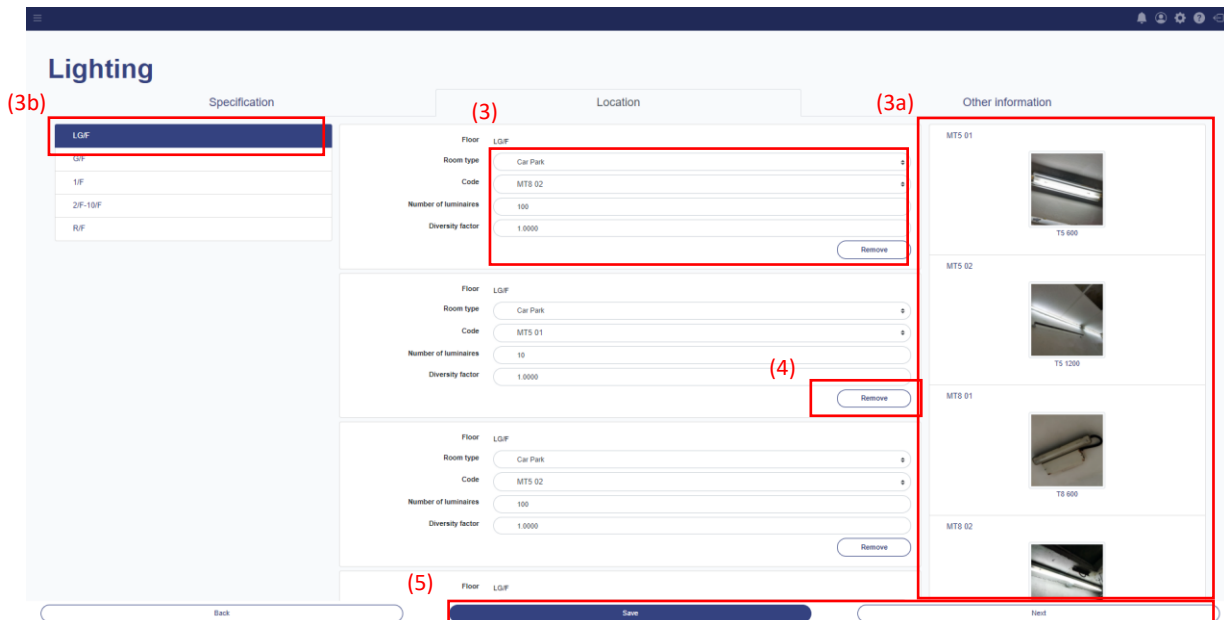 Lighting
(3b)
Specification
(3)
Location
(3a)
Other information
LG/F
G/F
1/F
2/F-10/F
R/F
Floor LG/F
Room type Car Park
Code MT8 02
Number of luminaires 100
Diversity factor 1.0000
Remove
Floor LG/F
Room type Car Park
Code MT5 01
Number of luminaires 10
Diversity factor 1.0000
(4)
Remove
Floor LG/F
Room type Car Park
Code MT5 02
Number of luminaires 100
Diversity factor 1.0000
Remove
(5)
Floor LG/F
MT5 01
T5 600
MT5 02
T5 1200
MT8 01
T8 600
MT8 02
Back
Save
Next